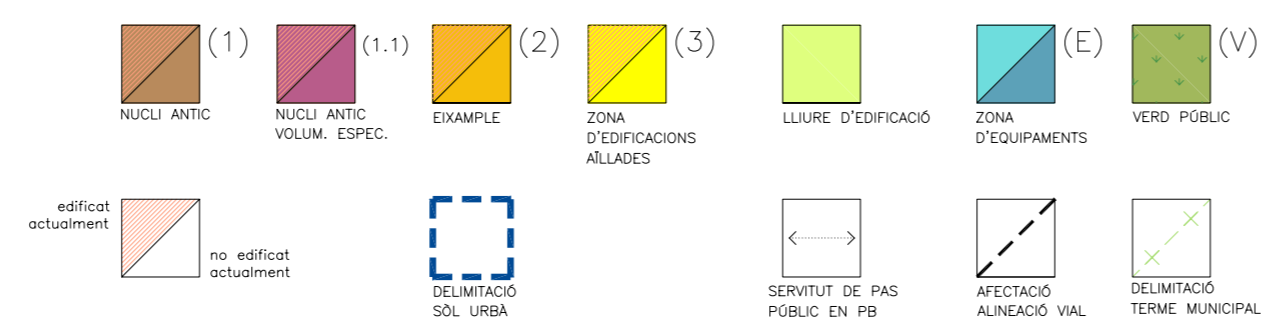 (1)
NUCLI ANTIC
(1.1)
NUCLI ANTIC
VOLUM. ESPEC.
(2)
EIXAMPLE
(3)
ZONA
D'EDIFICACIONS
AÏLLADES
LLIURE D'EDIFICACIÓ
(E)
ZONA
D'EQUIPAMENTS
(V)
VERD PÚBLIC
edificat
actualment
no edificat
actualment
DELIMITACIÓ
SÒL URBÀ
SERVITUT DE PAS
PÚBLIC EN PB
AFECTACIÓ
ALINEACIÓ VIAL
DELIMITACIÓ
TERME MUNICIPAL